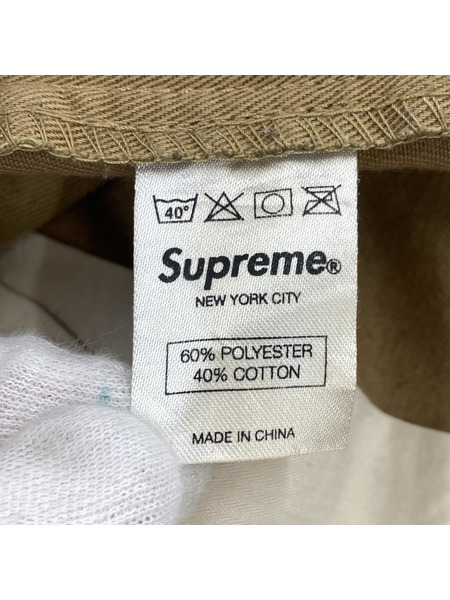 40°
Supreme®
NEW YORK CITY
60% POLYESTER
40% COTTON
MADE IN CHINA